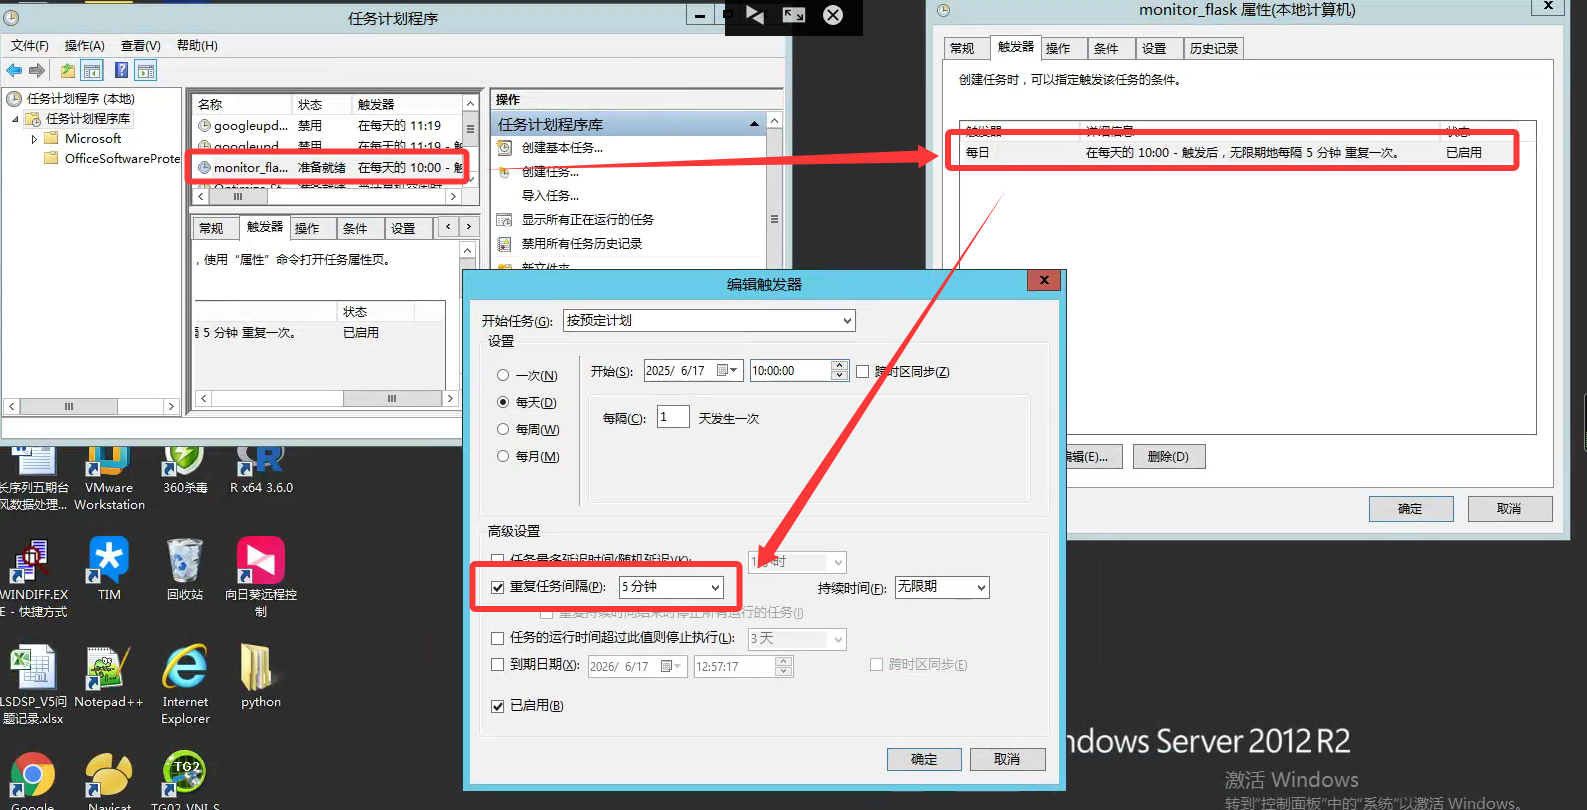 任务计划程序
文件(F) 操作(A) 查看(V) 帮助(H)
任务计划程序 (本地)
任务计划程序库
Microsoft
OfficeSoftwareProte
名称 状态 触发器
googleupd... 禁用 在每天的 11:19
googleupd... 禁用 在每天的 11:19 - 触
monitor_fla... 准备就绪 在每天的 10:00 - 触
常规 触发器 操作 条件 设置
，使用“属性”命令打开任务属性页。
状态
隔 5 分钟 重复一次。 已启用
操作
任务计划程序库
创建基本任务...
创建任务...
导入任务...
显示所有正在运行的任务
禁用所有任务历史记录
新文件夹
monitor_flask 属性(本地计算机)
常规 触发器 操作 条件 设置 历史记录
创建任务时，可以指定触发该任务的条件。
触发器 详细信息 状态
每日 在每天的 10:00 - 触发后，无限期地每隔 5 分钟 重复一次。 已启用
编辑(E)... 删除(D)
确定 取消
编辑触发器
开始任务(G): 按预定计划
设置
一次(N)
每天(D)
每周(W)
每月(M)
开始(S): 2025/ 6/17 10:00:00 跨时区同步(Z)
每隔(C): 1 天发生一次
高级设置
任务最多延迟时间(随机延迟)(K): 1 小时
重复任务间隔(P): 5 分钟 持续时间(F): 无限期
重复持续时间结束时停止所有运行的任务(I)
任务的运行时间超过此值则停止执行(L): 3 天
到期日期(X): 2026/ 6/17 12:57:17 跨时区同步(E)
已启用(B)
确定 取消
长序列五期台
风数据处理...
VMware
Workstation
360杀毒
R x64 3.6.0
WINDIFF.EX
E - 快捷方式
TIM
回收站
向日葵远程控
制
LSDSP_V5问
题记录.xlsx
Notepad++
Internet
Explorer
python
Google
Navicat
TG02_VNLS
TG2
ndows Server 2012 R2
激活 Windows
转到"控制面板"中的"系统"以激活 Windows。